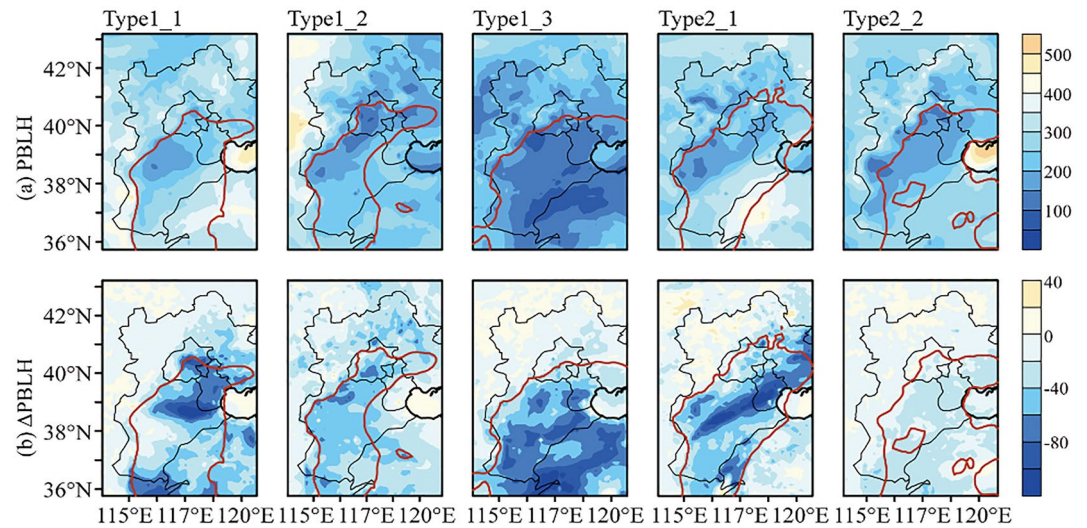 Type1_1 Type1_2 Type1_3 Type2_1 Type2_2
(a) PBLH
42°N
40°N
38°N
36°N
500
400
300
200
100
(b) ΔPBLH
42°N
40°N
38°N
36°N
40
0
-40
-80
115°E 117°E 120°E 115°E 117°E 120°E 115°E 117°E 120°E 115°E 117°E 120°E 115°E 117°E 120°E